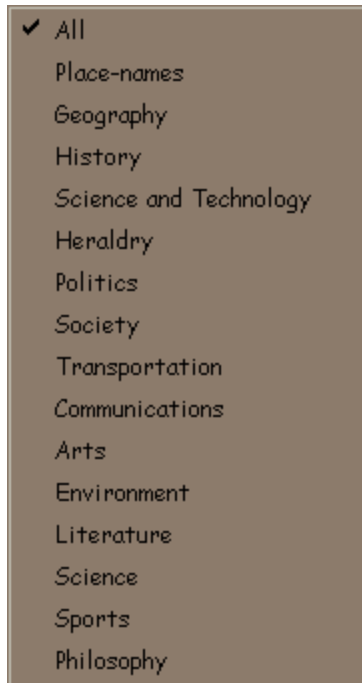 All
Place-names
Geography
History
Science and Technology
Heraldry
Politics
Society
Transportation
Communications
Arts
Environment
Literature
Science
Sports
Philosophy